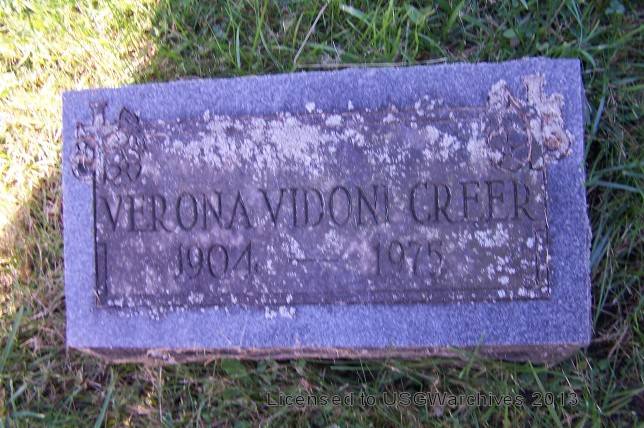 VERONA VIDONI CREER
1904 — 1975
Licensed to USGWarchives 2013